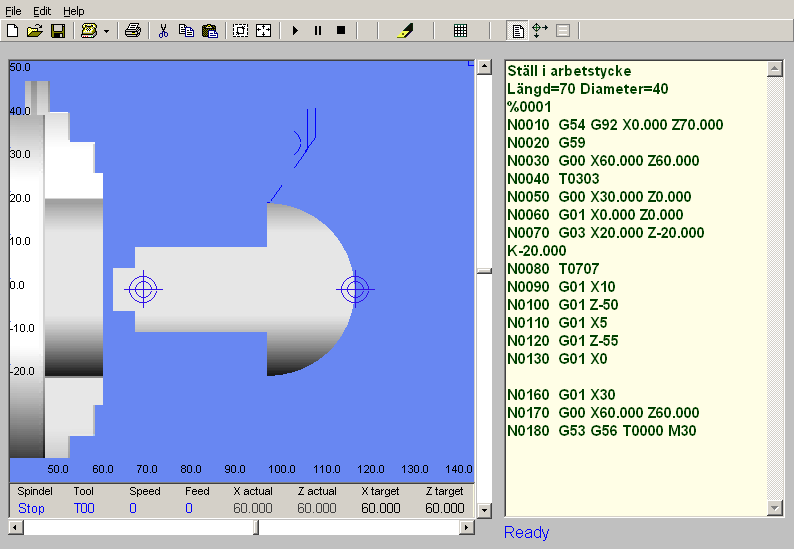 File Edit Help
50.0
40.0
30.0
20.0
10.0
0.0
-10.0
-20.0
50.0 60.0 70.0 80.0 90.0 100.0 110.0 120.0 130.0 140.0
Spindel Tool Speed Feed X actual Z actual X target Z target
Stop T00 0 0 60.000 60.000 60.000 60.000
Ställ i arbetstycke
Längd=70 Diameter=40
%0001
N0010 G54 G92 X0.000 Z70.000
N0020 G59
N0030 G00 X60.000 Z60.000
N0040 T0303
N0050 G00 X30.000 Z0.000
N0060 G01 X0.000 Z0.000
N0070 G03 X20.000 Z-20.000
K-20.000
N0080 T0707
N0090 G01 X10
N0100 G01 Z-50
N0110 G01 X5
N0120 G01 Z-55
N0130 G01 X0
N0160 G01 X30
N0170 G00 X60.000 Z60.000
N0180 G53 G56 T0000 M30
Ready